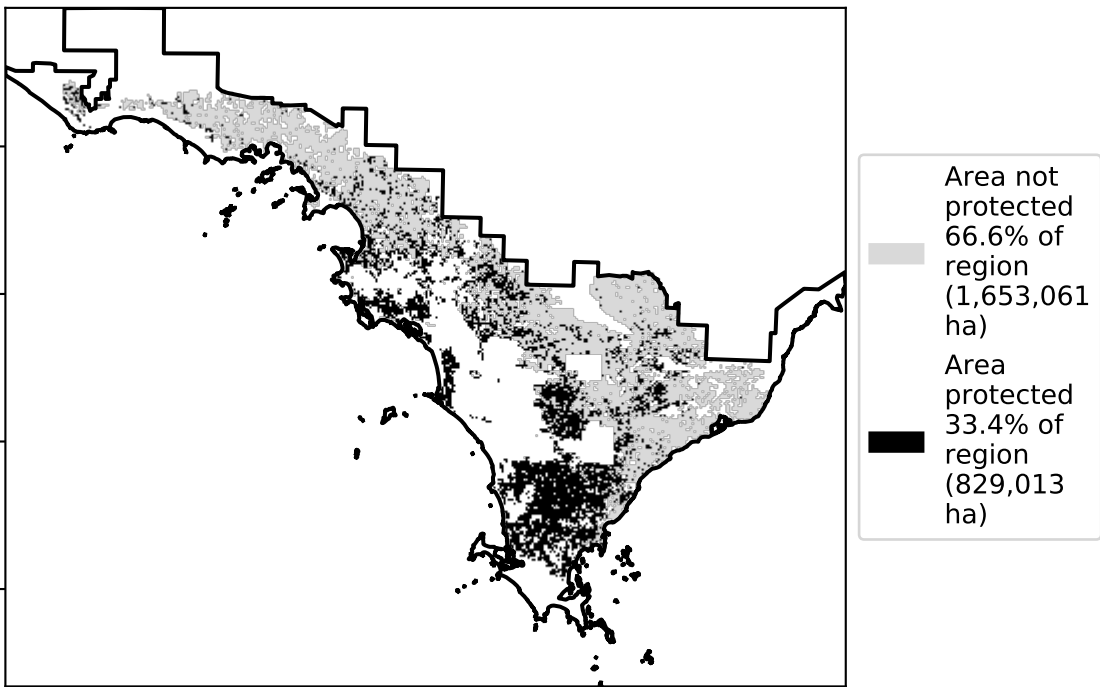 Area not
protected
66.6% of
region
(1,653,061
ha)
Area
protected
33.4% of
region
(829,013
ha)